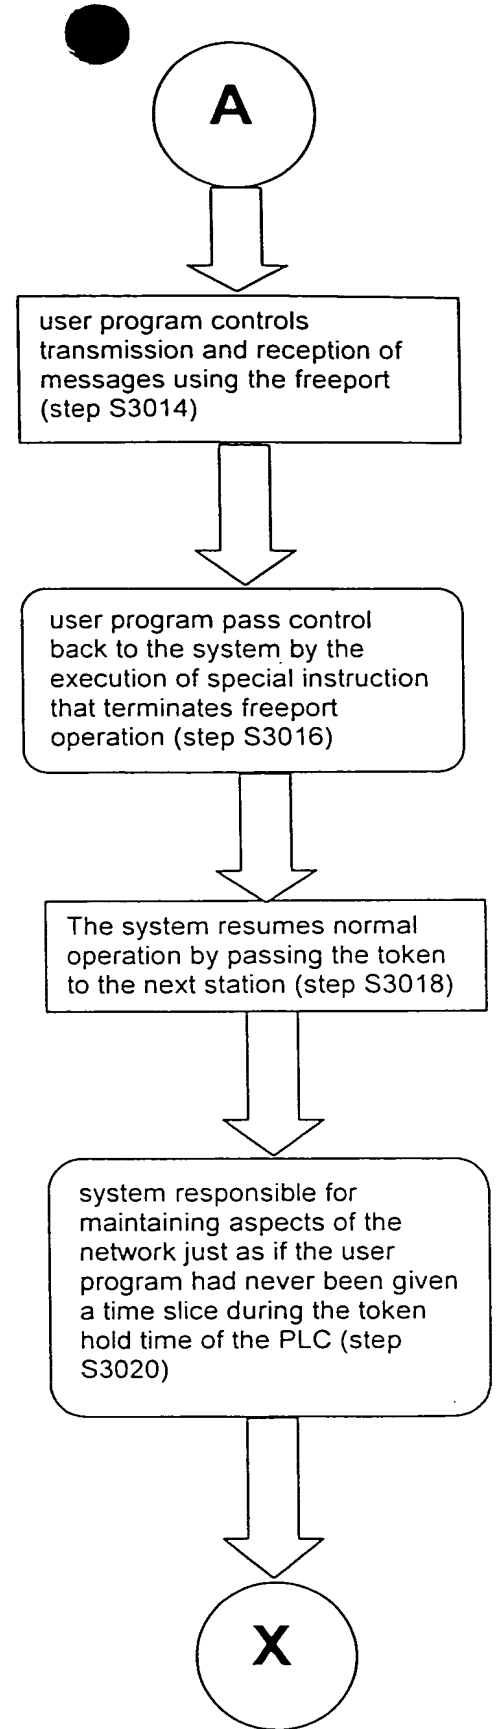 A
user program controls
transmission and reception of
messages using the freeport
(step S3014)
user program pass control
back to the system by the
execution of special instruction
that terminates freeport
operation (step S3016)
The system resumes normal
operation by passing the token
to the next station (step S3018)
system responsible for
maintaining aspects of the
network just as if the user
program had never been given
a time slice during the token
hold time of the PLC (step
S3020)
X